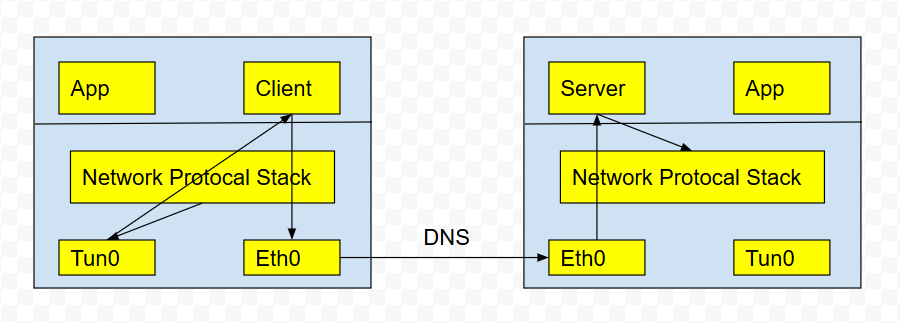 App
Client
Network Protocal Stack
Tun0
Eth0
DNS
Server
App
Network Protocal Stack
Eth0
Tun0